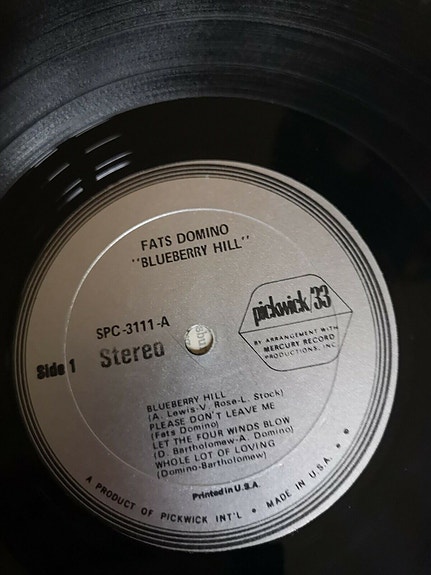 FATS DOMINO
"BLUEBERRY HILL"
pickwick/33
SPC-3111-A
BY ARRANGEMENT WITH
MERCURY RECORD
PRODUCTIONS, INC.
Side 1
Stereo
BLUEBERRY HILL
(A. Lewis-V. Rose-L. Stock)
PLEASE DON'T LEAVE ME
(Fats Domino)
LET THE FOUR WINDS BLOW
(D. Bartholomew-A. Domino)
WHOLE LOT OF LOVING
(Domino-Bartholomew)
Printed in U.S.A
A PRODUCT OF PICKWICK INT'L • MADE IN U.S.A. •